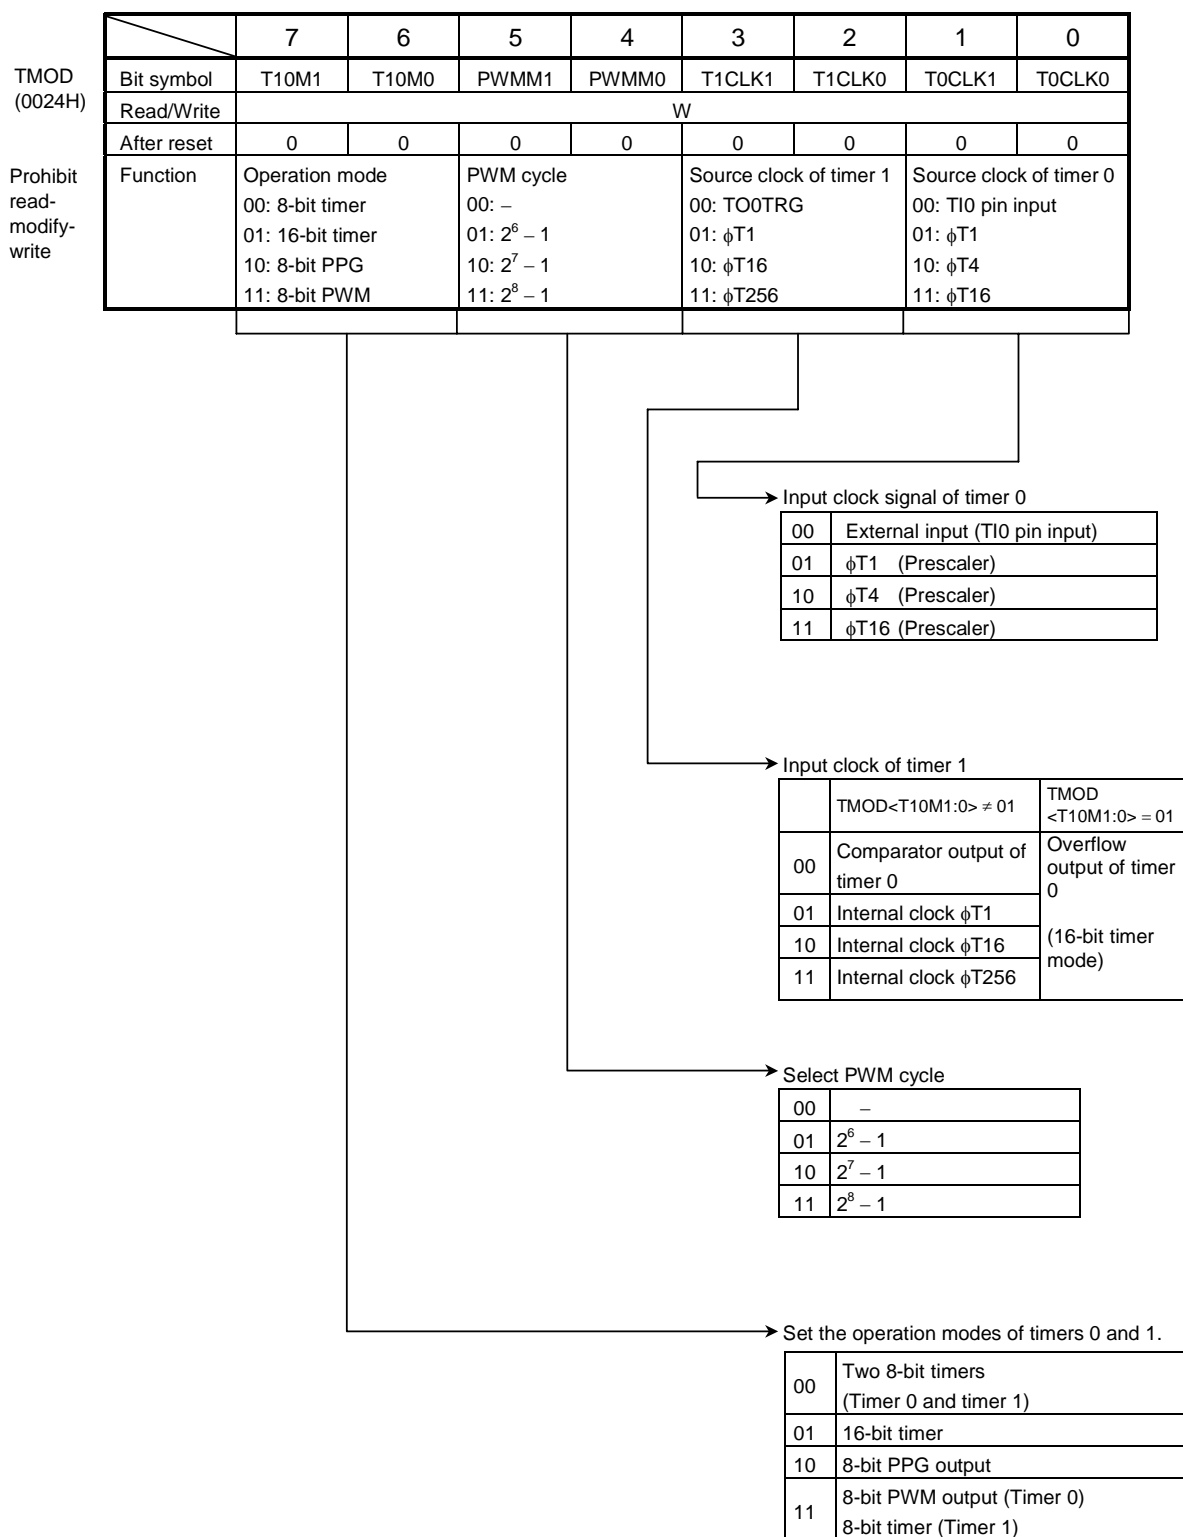 7 6 5 4 3 2 1 0
TMOD (0024H)
Bit symbol T10M1 T10M0 PWMM1 PWMM0 T1CLK1 T1CLK0 T0CLK1 T0CLK0
Read/Write W
After reset 0 0 0 0 0 0 0 0
Prohibit read-modify-write
Function Operation mode PWM cycle Source clock of timer 1 Source clock of timer 0
00: 8-bit timer 00: – 00: TO0TRG 00: TI0 pin input
01: 16-bit timer 01: 2⁶ – 1 01: ϕT1 01: ϕT1
10: 8-bit PPG 10: 2⁷ – 1 10: ϕT16 10: ϕT4
11: 8-bit PWM 11: 2⁸ – 1 11: ϕT256 11: ϕT16
Input clock signal of timer 0
00 External input (TI0 pin input)
01 ϕT1 (Prescaler)
10 ϕT4 (Prescaler)
11 ϕT16 (Prescaler)
Input clock of timer 1
TMOD<T10M1:0> ≠ 01
TMOD
<T10M1:0> = 01
00 Comparator output of
timer 0
01 Internal clock ϕT1
10 Internal clock ϕT16
11 Internal clock ϕT256
Overflow
output of timer
0
(16-bit timer
mode)
Select PWM cycle
00 –
01 2⁶ – 1
10 2⁷ – 1
11 2⁸ – 1
Set the operation modes of timers 0 and 1.
00 Two 8-bit timers
(Timer 0 and timer 1)
01 16-bit timer
10 8-bit PPG output
11 8-bit PWM output (Timer 0)
8-bit timer (Timer 1)